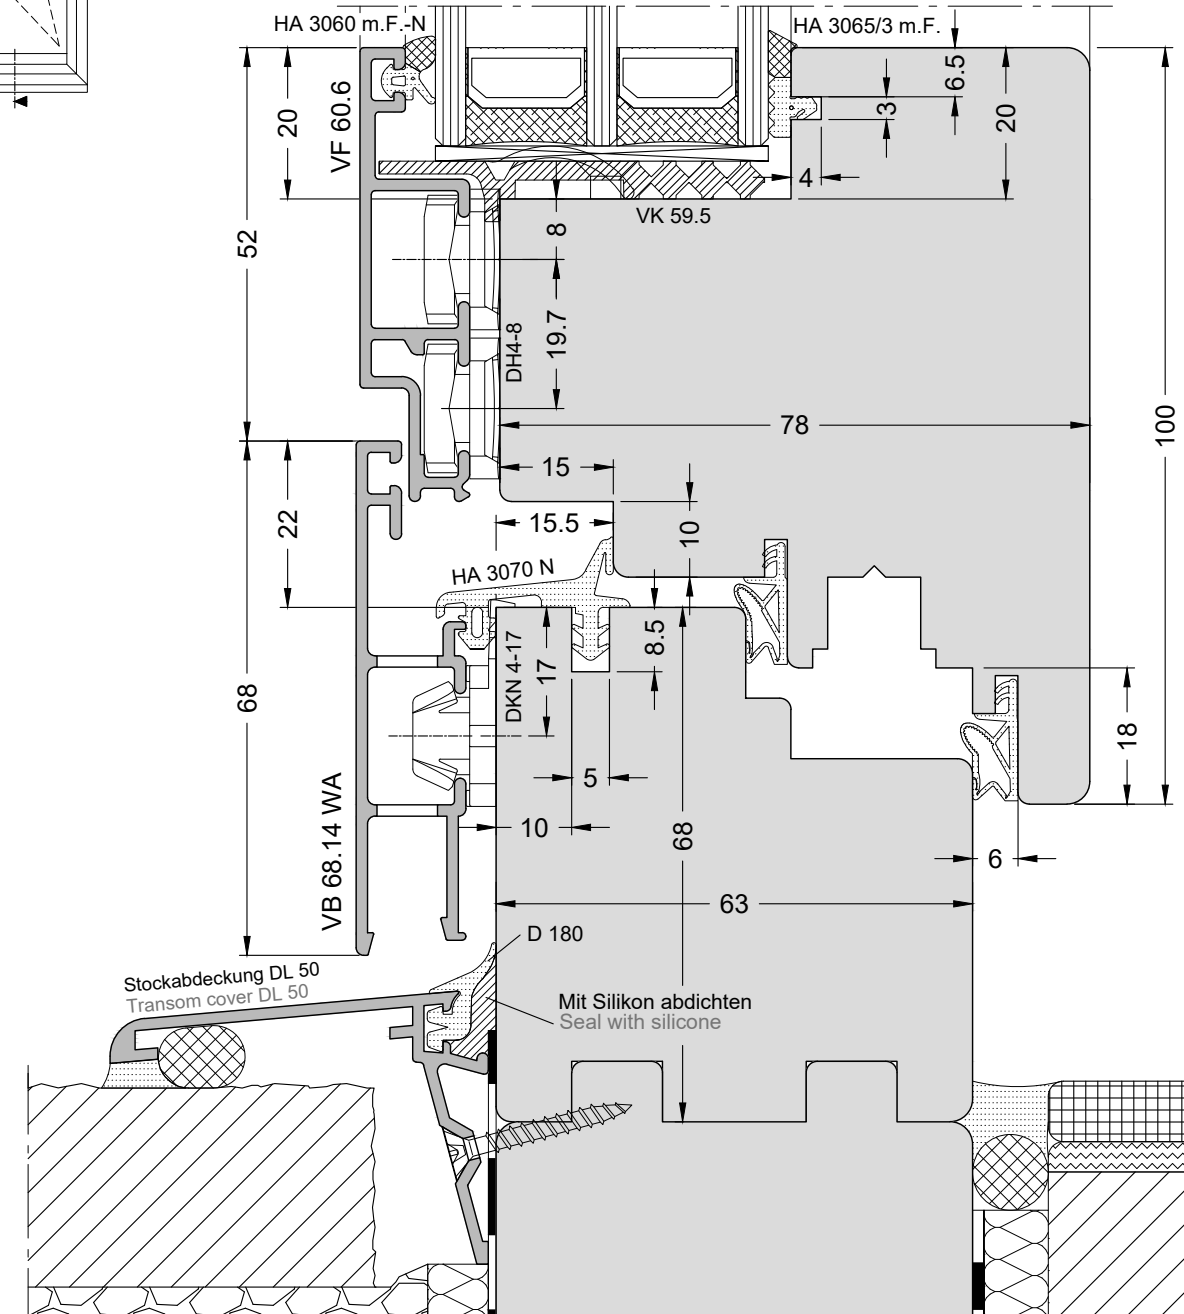 HA 3060 m.F.-N
HA 3065/3 m.F.
6.5
20
VF 60.6
3
20
4
VK 59.5
8
52
19.7
DH4-8
78
100
15
22
15.5
10
HA 3070 N
8.5
DKN 4-17
17
68
18
5
VB 68.14 WA
10
68
6
63
D 180
Stockabdeckung DL 50
Transom cover DL 50
Mit Silikon abdichten
Seal with silicone